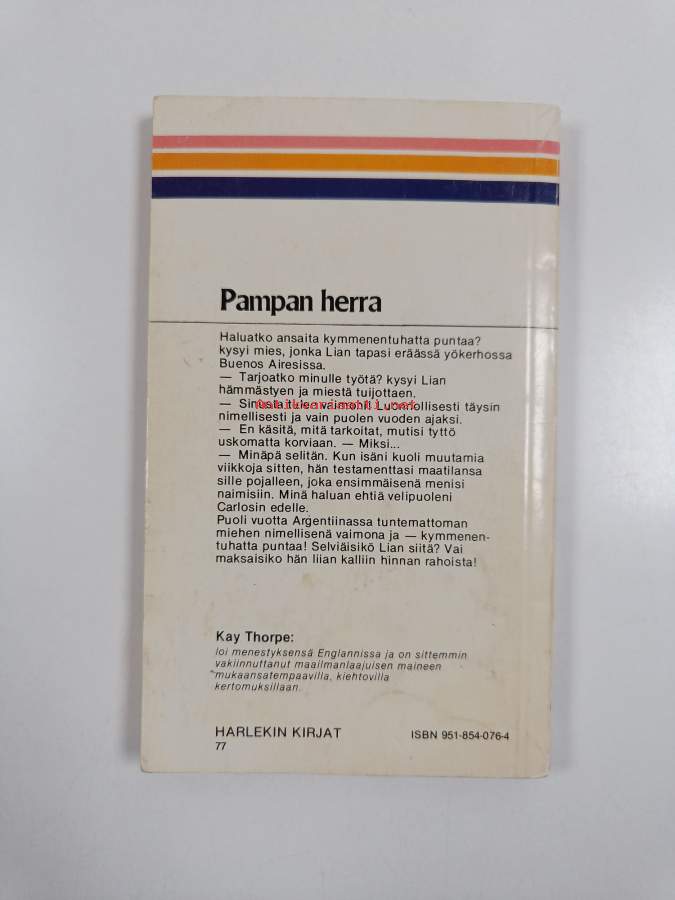 Pampan herra
Haluatko ansaita kymmenentuhatta puntaa?
kysyi mies, jonka Lian tapasi eräässä yökerhossa
Buenos Airesissa.
— Tarjoatko minulle työtä? kysyi Lian
hämmästyen ja miestä tuijottaen.
— Sinusta tulee vaimoni. Luonnollisesti täysin
nimellisesti ja vain puolen vuoden ajaksi.
— En käsitä, mitä tarkoitat, mutisi tyttö
uskomatta korviaan. — Miksi...
— Minäpä selitän. Kun isäni kuoli muutamia
viikkoja sitten, hän testamenttasi maatilansa
sille pojalleen, joka ensimmäisenä menisi
naimisiin. Minä haluan ehtiä velipuoleni
Carlosin edelle.
Puoli vuotta Argentiinassa tuntemattoman
miehen nimellisenä vaimona ja — kymmenen-
tuhatta puntaa! Selviäisikö Lian siitä? Vai
maksaisiko hän liian kalliin hinnan rahoista!
Kay Thorpe:
loi menestyksensä Englannissa ja on sittemmin
vakiinnuttanut maailmanlaajuisen maineen
mukaansatempaavilla, kiehtovilla
kertomuksillaan.
HARLEKIN KIRJAT
77
ISBN 951-854-076-4